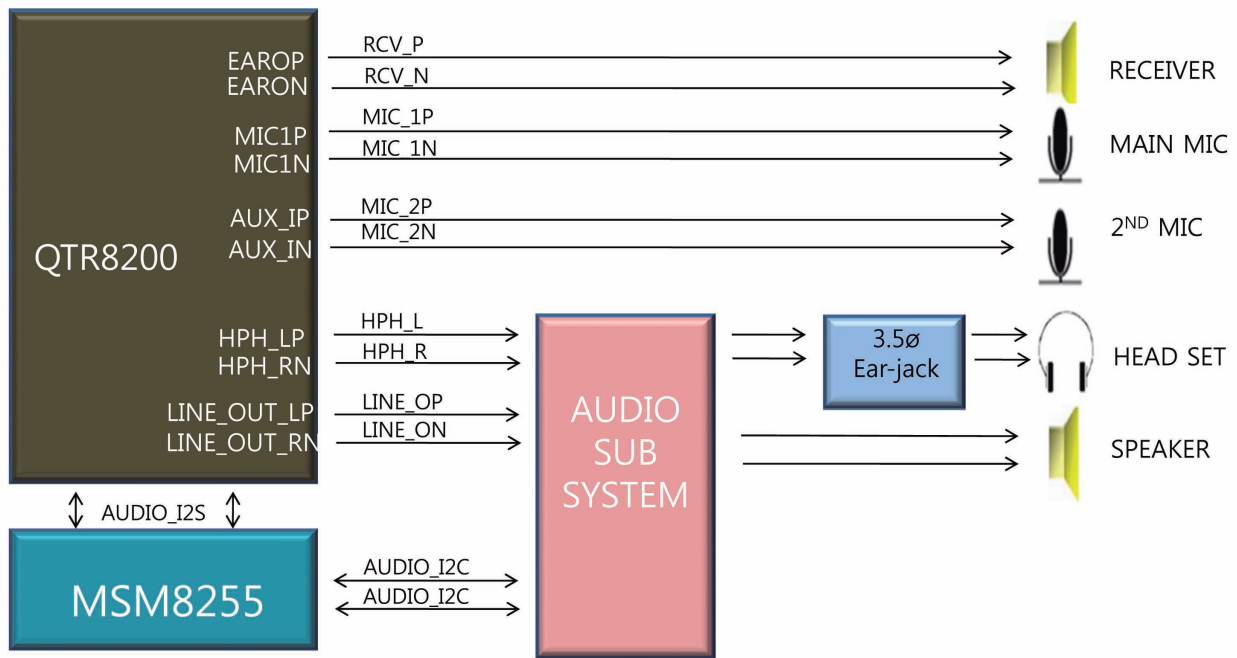 QTR8200
EAROP
EARON
MIC1P
MIC1N
AUX_IP
AUX_IN
HPH_LP
HPH_RN
LINE_OUT_LP
LINE_OUT_RN
RCV_P
RCV_N
MIC_1P
MIC_1N
MIC_2P
MIC_2N
HPH_L
HPH_R
LINE_OP
LINE_ON
AUDIO
SUB
SYSTEM
3.5ø
Ear-jack
RECEIVER
MAIN MIC
2ND MIC
HEAD SET
SPEAKER
AUDIO_I2S
MSM8255
AUDIO_I2C
AUDIO_I2C